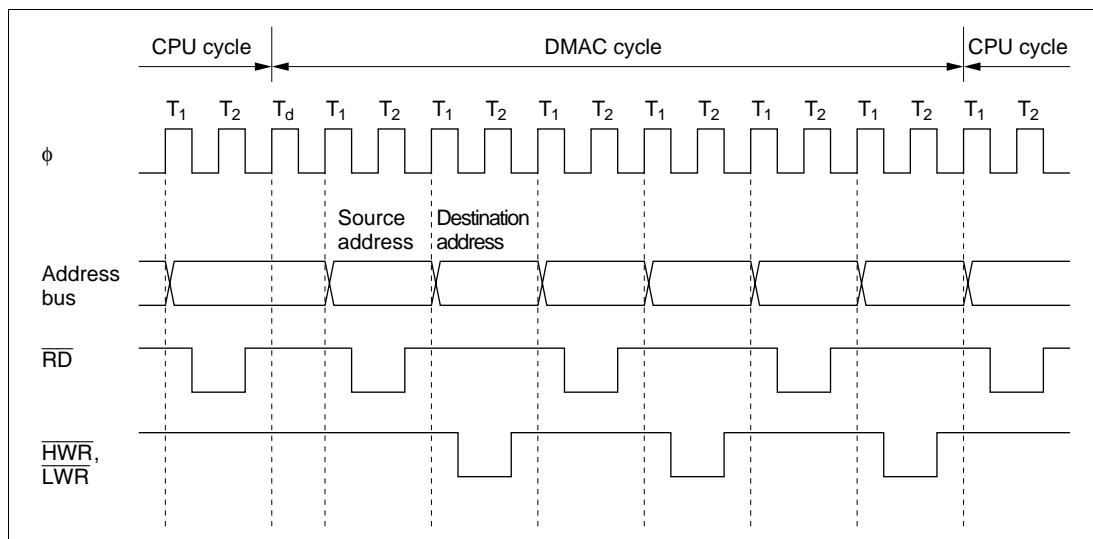 CPU cycle DMAC cycle CPU cycle
T1 T2 Td T1 T2 T1 T2 T1 T2 T1 T2 T1 T2 T1 T2 T1 T2
ϕ
Source address
Destination address
Address bus
RD
HWR,
LWR